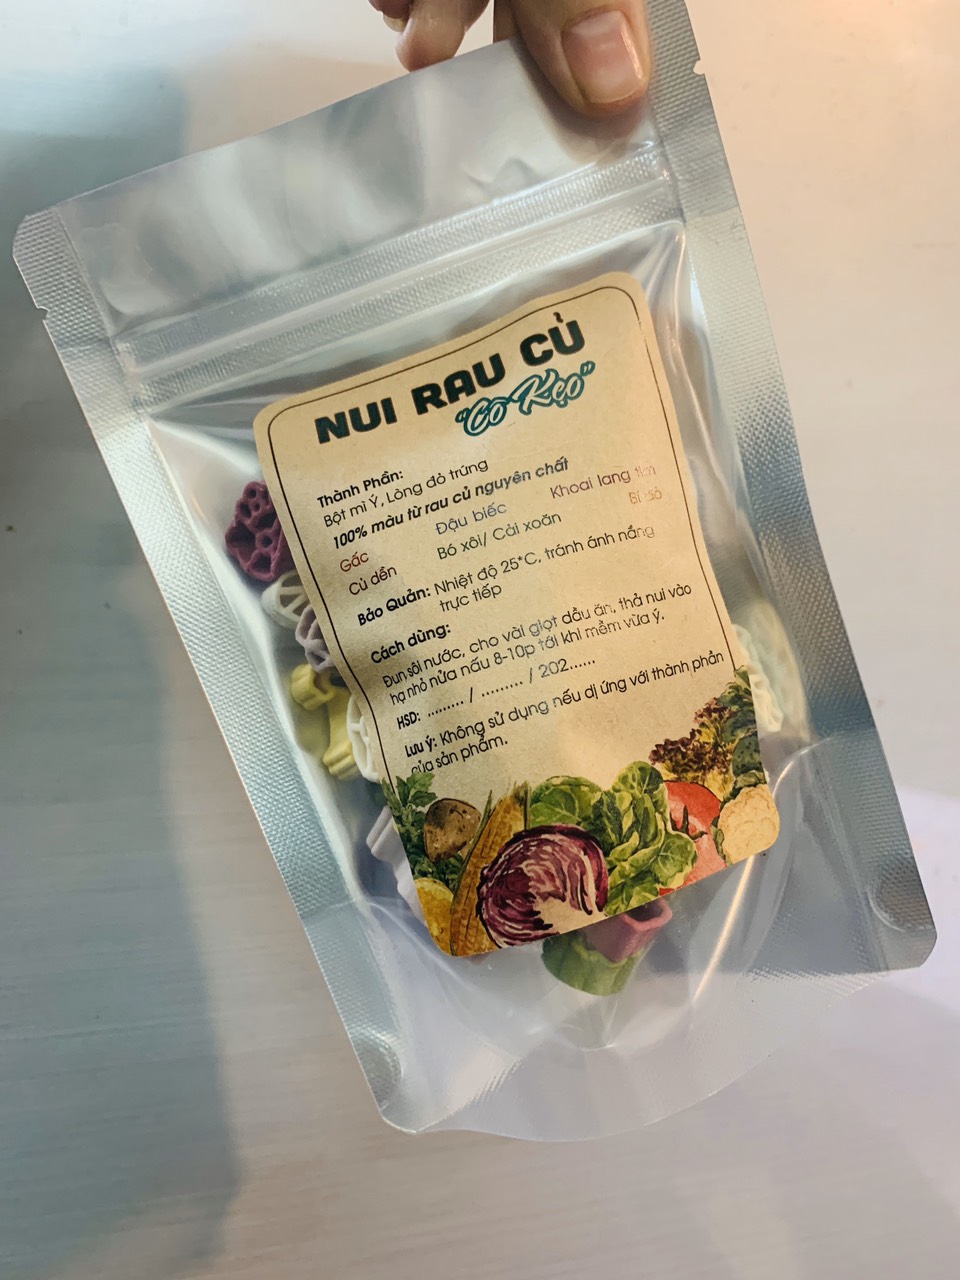 NUI RAU CỦ
"Cô Kẹo"
Thành Phần:
Bột mì Ý, Lòng đỏ trứng
100% màu từ rau củ nguyên chất
Gấc Đậu biếc Khoai lang tím
Củ dền Bó xôi/ Cải xoăn Bí đỏ
Bảo Quản: Nhiệt độ 25°C, tránh ánh nắng
trực tiếp
Cách dùng:
Đun sôi nước, cho vài giọt dầu ăn, thả nui vào
hạ nhỏ nửa nấu 8-10p tới khi mềm vừa ý.
HSD: ......... / ......... / 202......
Lưu ý: Không sử dụng nếu dị ứng với thành phần
của sản phẩm.